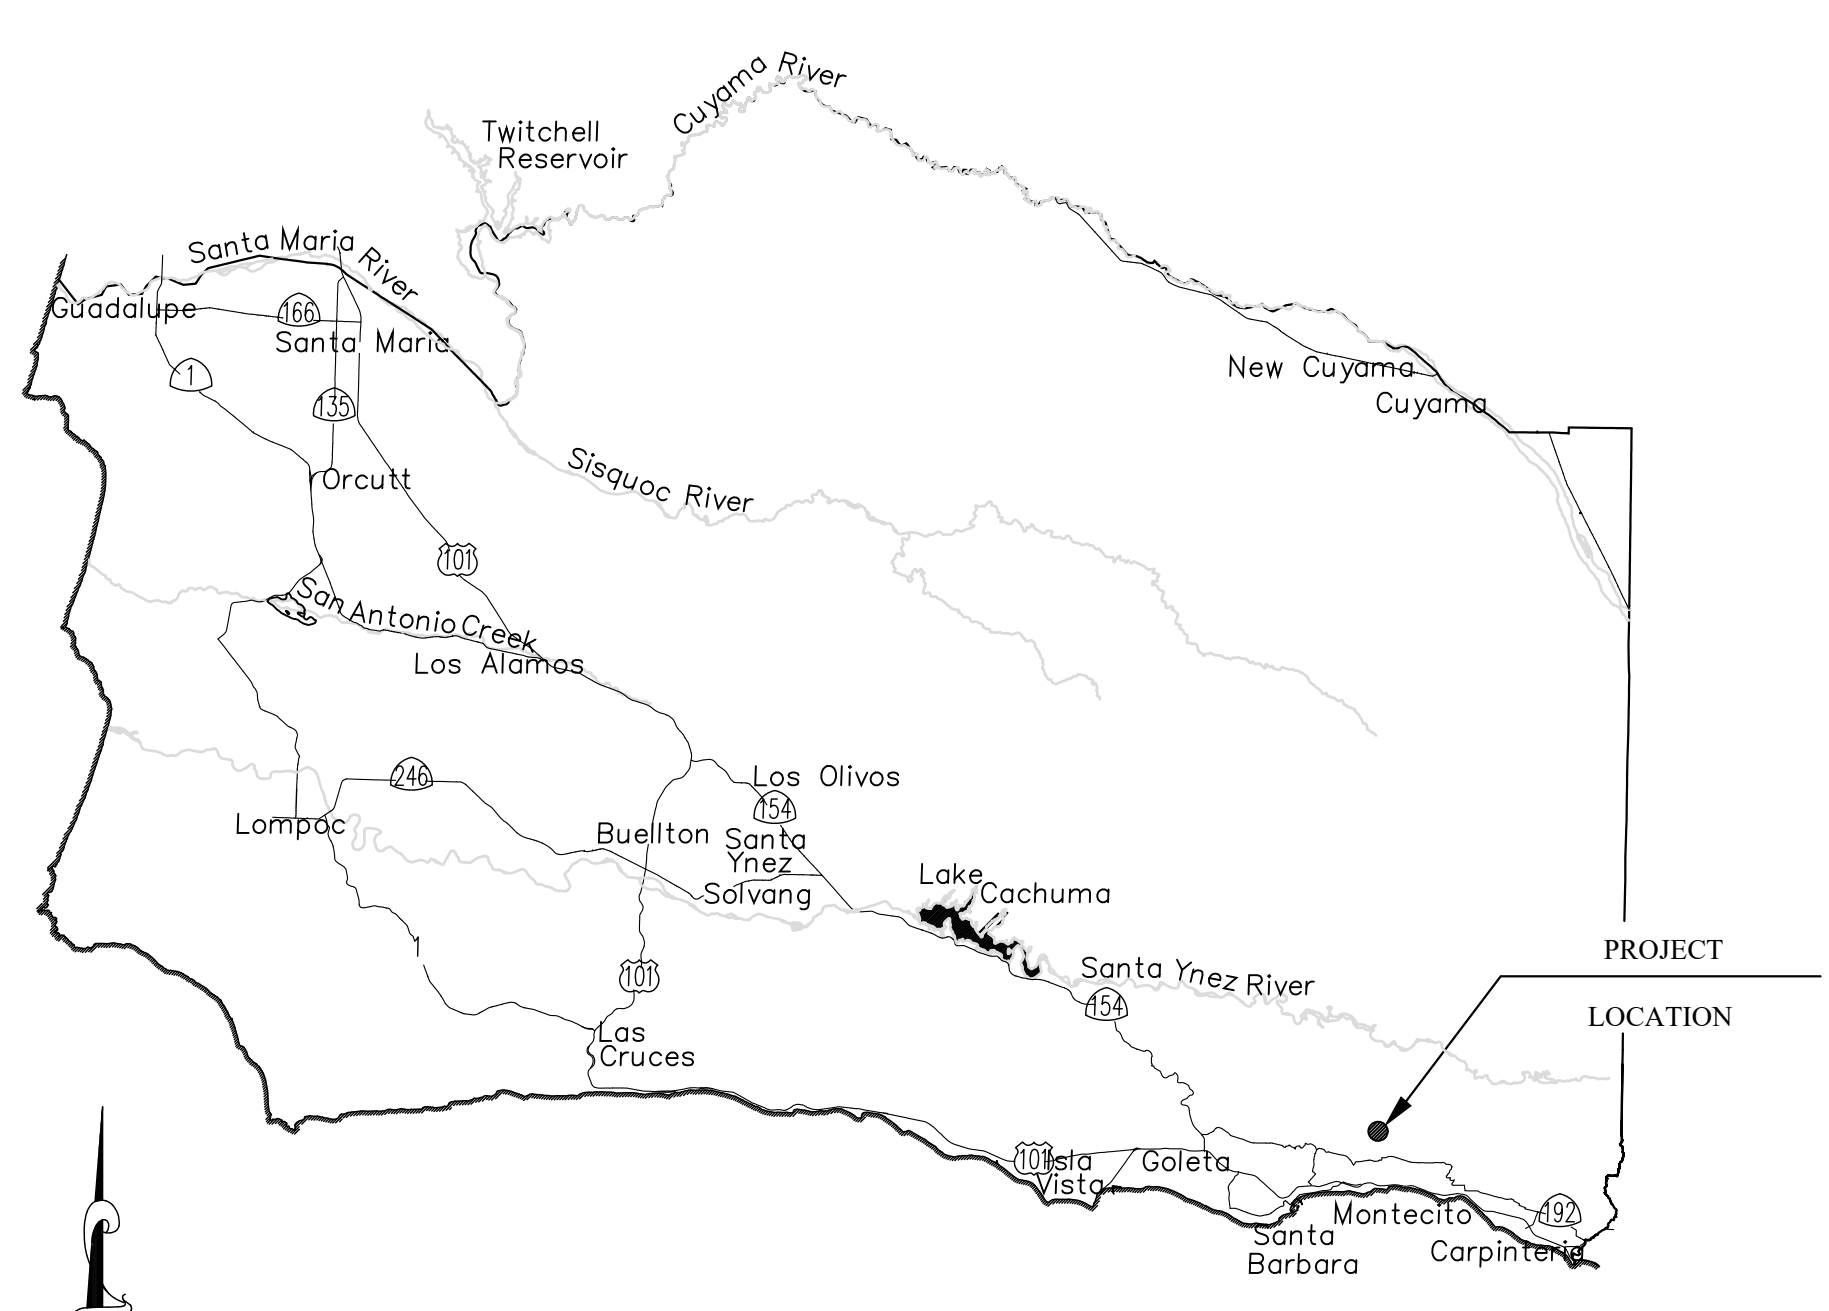 Cuyama River
Twitchell
Reservoir
Santa Maria River
Guadalupe
166
Santa Maria
1
135
New Cuyama
Cuyama
Orcutt
Sisquoc River
101
San Antonio Creek
Los Alamos
246
Los Olivos
154
Lompoc
Buellton
Santa
Ynez
Solvang
Lake
Cachuma
1
101
Santa Ynez River
154
PROJECT
LOCATION
Las
Cruces
101
Isla
Vista
Goleta
192
Montecito
Santa
Barbara
Carpinteria